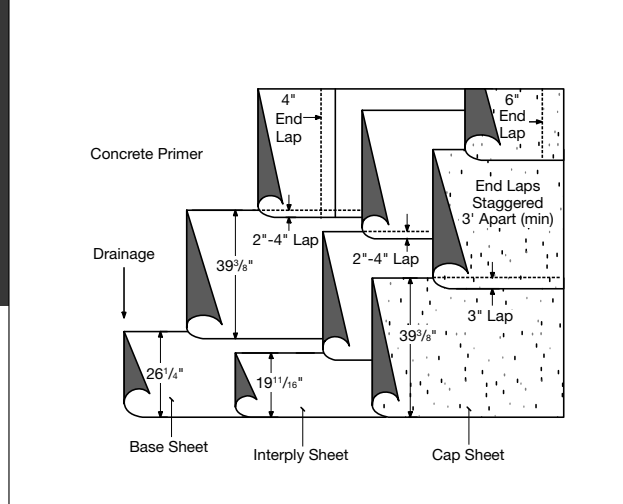 4"
End
Lap
6"
End
Lap
Concrete Primer
End Laps
Staggered
3' Apart (min)
2"-4" Lap
Drainage
2"-4" Lap
39³/₈"
3" Lap
39³/₈"
26¹/₄"
19¹¹/₁₆"
Base Sheet
Interply Sheet
Cap Sheet